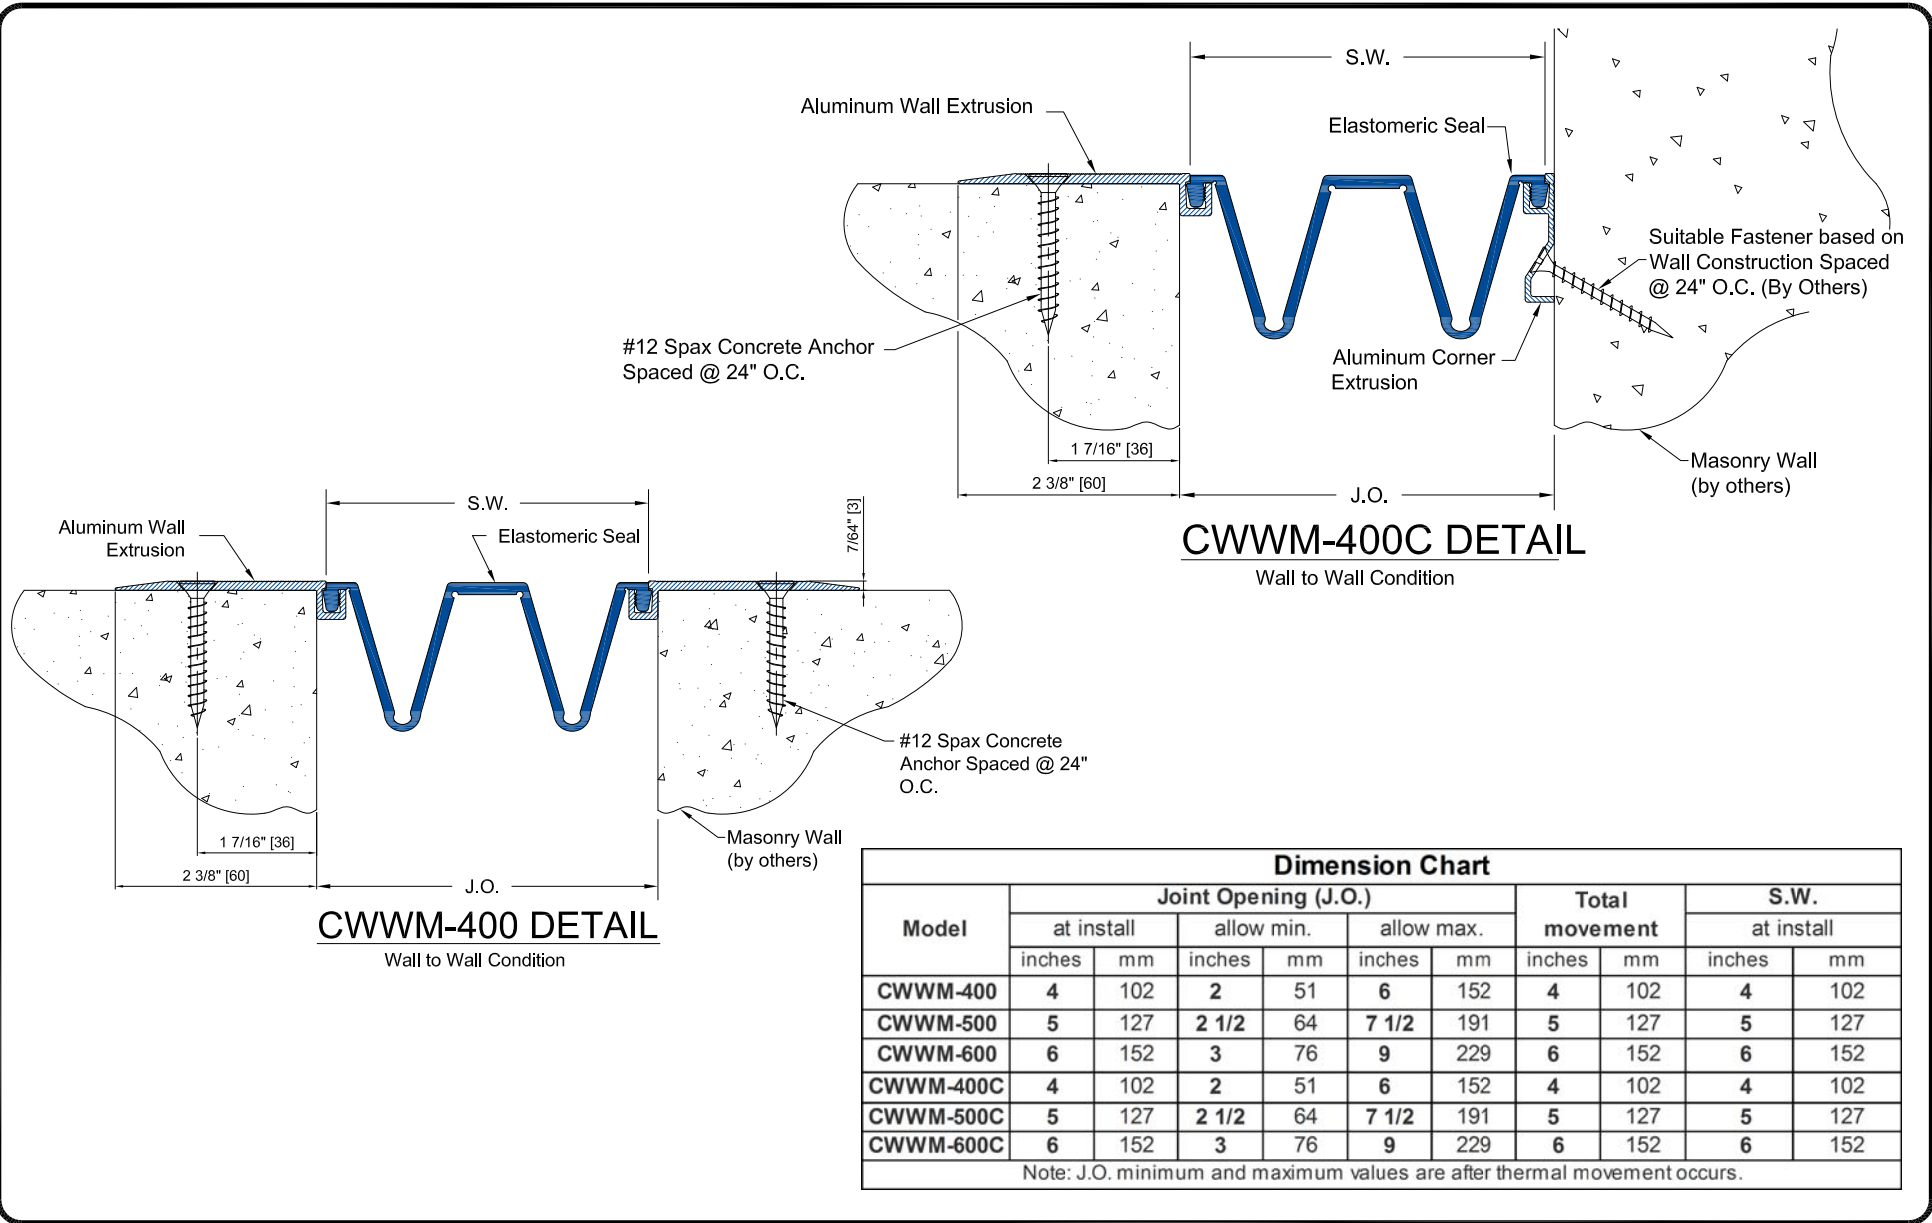 S.W.
Aluminum Wall Extrusion
Elastomeric Seal
Suitable Fastener based on
Wall Construction Spaced
@ 24" O.C. (By Others)
#12 Spax Concrete Anchor
Spaced @ 24" O.C.
Aluminum Corner
Extrusion
1 7/16" [36]
2 3/8" [60]
J.O.
Masonry Wall
(by others)
CWWM-400C DETAIL
Wall to Wall Condition
S.W.
Aluminum Wall
Extrusion
Elastomeric Seal
7/64" [3]
#12 Spax Concrete
Anchor Spaced @ 24"
O.C.
Masonry Wall
(by others)
1 7/16" [36]
2 3/8" [60]
J.O.
CWWM-400 DETAIL
Wall to Wall Condition
Dimension Chart
Model Joint Opening (J.O.) Total movement S.W.
at install allow min. allow max. at install
inches mm inches mm inches mm inches mm inches mm
CWWM-400 4 102 2 51 6 152 4 102 4 102
CWWM-500 5 127 2 1/2 64 7 1/2 191 5 127 5 127
CWWM-600 6 152 3 76 9 229 6 152 6 152
CWWM-400C 4 102 2 51 6 152 4 102 4 102
CWWM-500C 5 127 2 1/2 64 7 1/2 191 5 127 5 127
CWWM-600C 6 152 3 76 9 229 6 152 6 152
Note: J.O. minimum and maximum values are after thermal movement occurs.